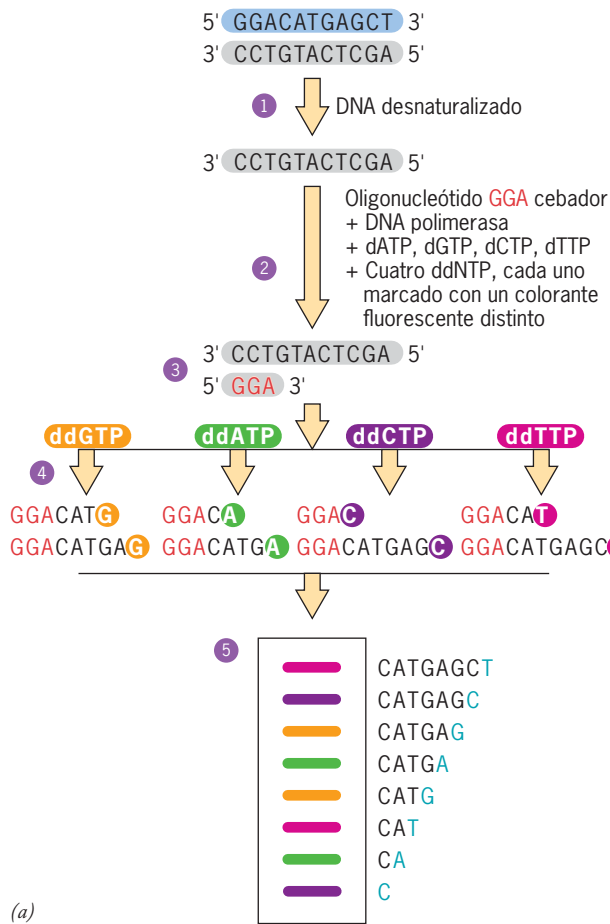 5' GGACATGAGCT 3'
3' CCTGTACTCGA 5'
1 DNA desnaturalizado
3' CCTGTACTCGA 5'
2
Oligonucleótido GGA cebador
+ DNA polimerasa
+ dATP, dGTP, dCTP, dTTP
+ Cuatro ddNTP, cada uno
marcado con un colorante
fluorescente distinto
3' CCTGTACTCGA 5'
3
5' GGA 3'
ddGTP ddATP ddCTP ddTTP
4
GGACATG GGACA GGAC GGACAT
GGACATGAG GGACATGA GGACATGAGC GGACATGAGC
5
CATGAGCT
CATGAGC
CATGAG
CATGA
CATG
CAT
CA
C
(a)